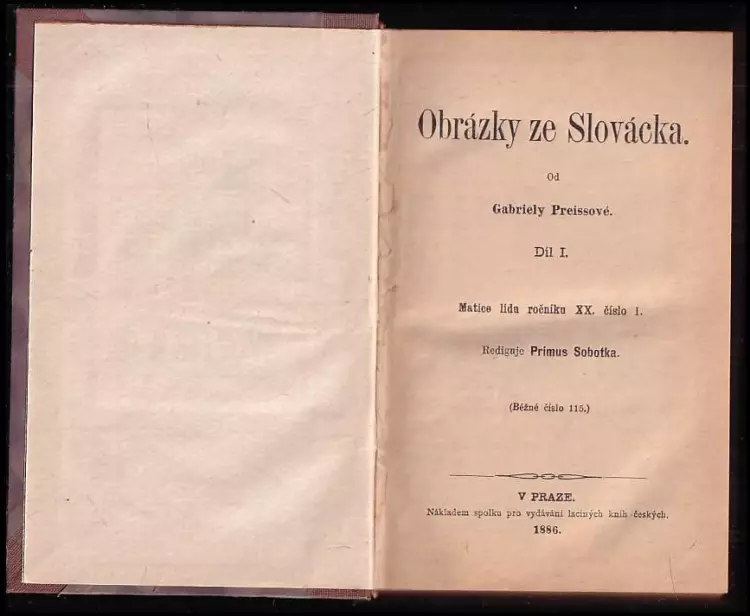 Obrázky ze Slovácka.
Od
Gabriely Preissové.
Díl I.
Matice lidu ročníku XX. číslo 1.
Rediguje Primus Sobotka.
(Běžné číslo 115.)
V PRAZE.
Nákladem spolku pro vydávání laciných knih českých.
1886.